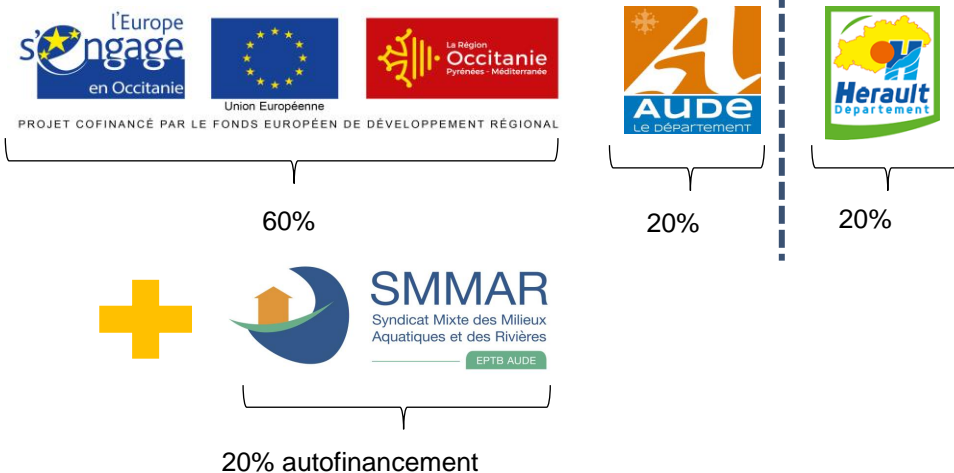 l'Europe
s'engage
en Occitanie
Union Européenne
La Région
Occitanie
Pyrénées - Méditerranée
PROJET COFINANCÉ PAR LE FONDS EUROPÉEN DE DÉVELOPPEMENT RÉGIONAL
AUDE
LE DÉPARTEMENT
Herault
Departement
60%
20%
20%
SMMAR
Syndicat Mixte des Milieux
Aquatiques et des Rivières
EPTB AUDE
20% autofinancement